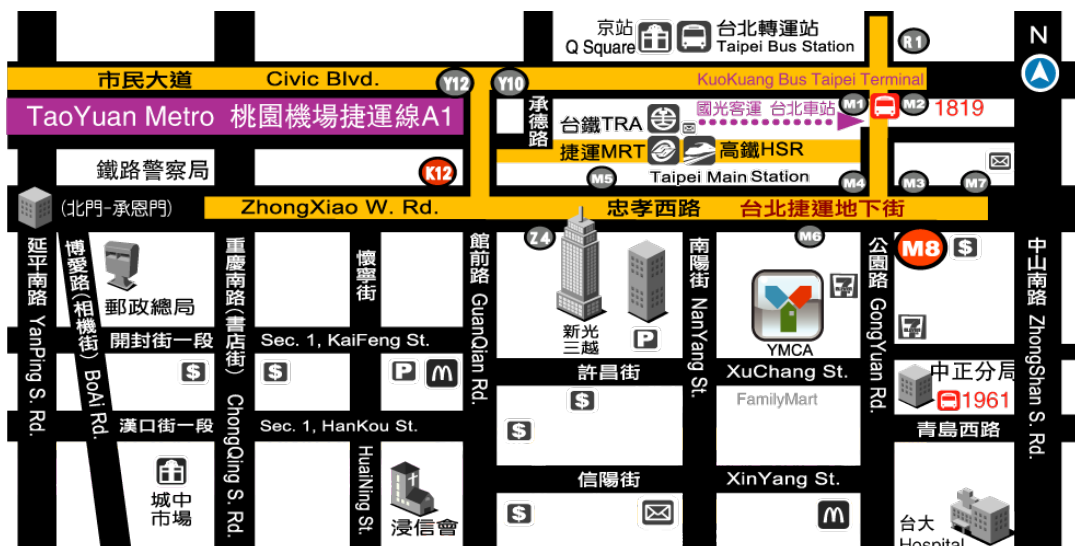 京站
Q Square
台北轉運站
Taipei Bus Station
R1
N
市民大道 Civic Blvd.
Y12
Y10
KuoKuang Bus Taipei Terminal
TaoYuan Metro 桃園機場捷運線A1
承德路
台鐵TRA
國光客運 台北車站
M1
M2
1819
捷運MRT
高鐵HSR
鐵路警察局
K12
M5
Taipei Main Station
M4
M3
M7
(北門-承恩門)
ZhongXiao W. Rd.
忠孝西路
台北捷運地下街
延平南路 YanPing S. Rd.
博愛路(相機街) BoAi Rd.
重慶南路(書店街) ChongQing S. Rd.
懷寧街
館前路 GuanQian Rd.
Z4
南陽街 NanYang St.
M6
公園路 GongYuan Rd.
M8
$
中山南路 ZhongShan S. Rd.
郵政總局
新光
三越
P
YMCA
開封街一段 Sec. 1, KaiFeng St.
$
$
P
許昌街
XuChang St.
中正分局
1961
$
FamilyMart
漢口街一段 Sec. 1, HanKou St.
$
青島西路
HuaiNing St.
信陽街
XinYang St.
城中
市場
浸信會
$
台大
Hospital